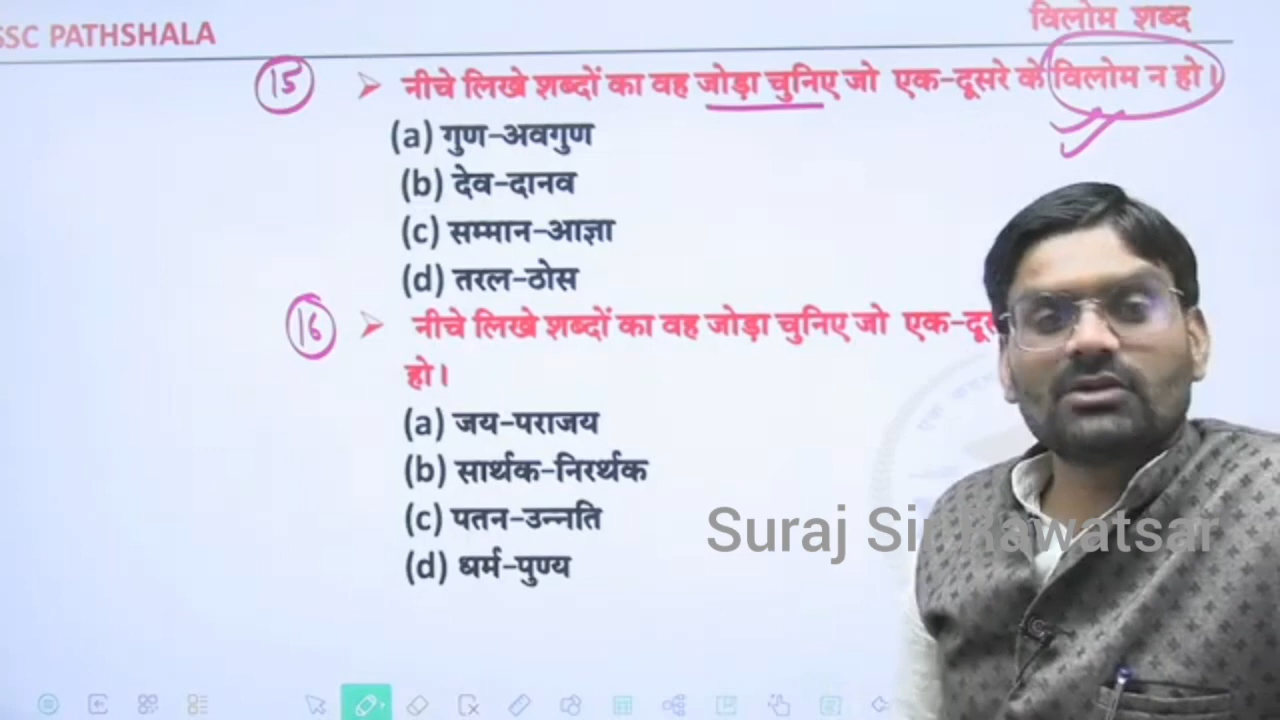 SSC PATHSHALA
विलोम शब्द
15 नीचे लिखे शब्दों का वह जोड़ा चुनिए जो एक-दूसरे के विलोम न हो।
(a) गुण-अवगुण
(b) देव-दानव
(c) सम्मान-आज्ञा
(d) तरल-ठोस
16 नीचे लिखे शब्दों का वह जोड़ा चुनिए जो
हो।
(a) जय-पराजय
(b) सार्थक-निरर्थक
(c) पतन-उन्नति
(d) धर्म-पुण्य
Suraj Sir Rawatsar